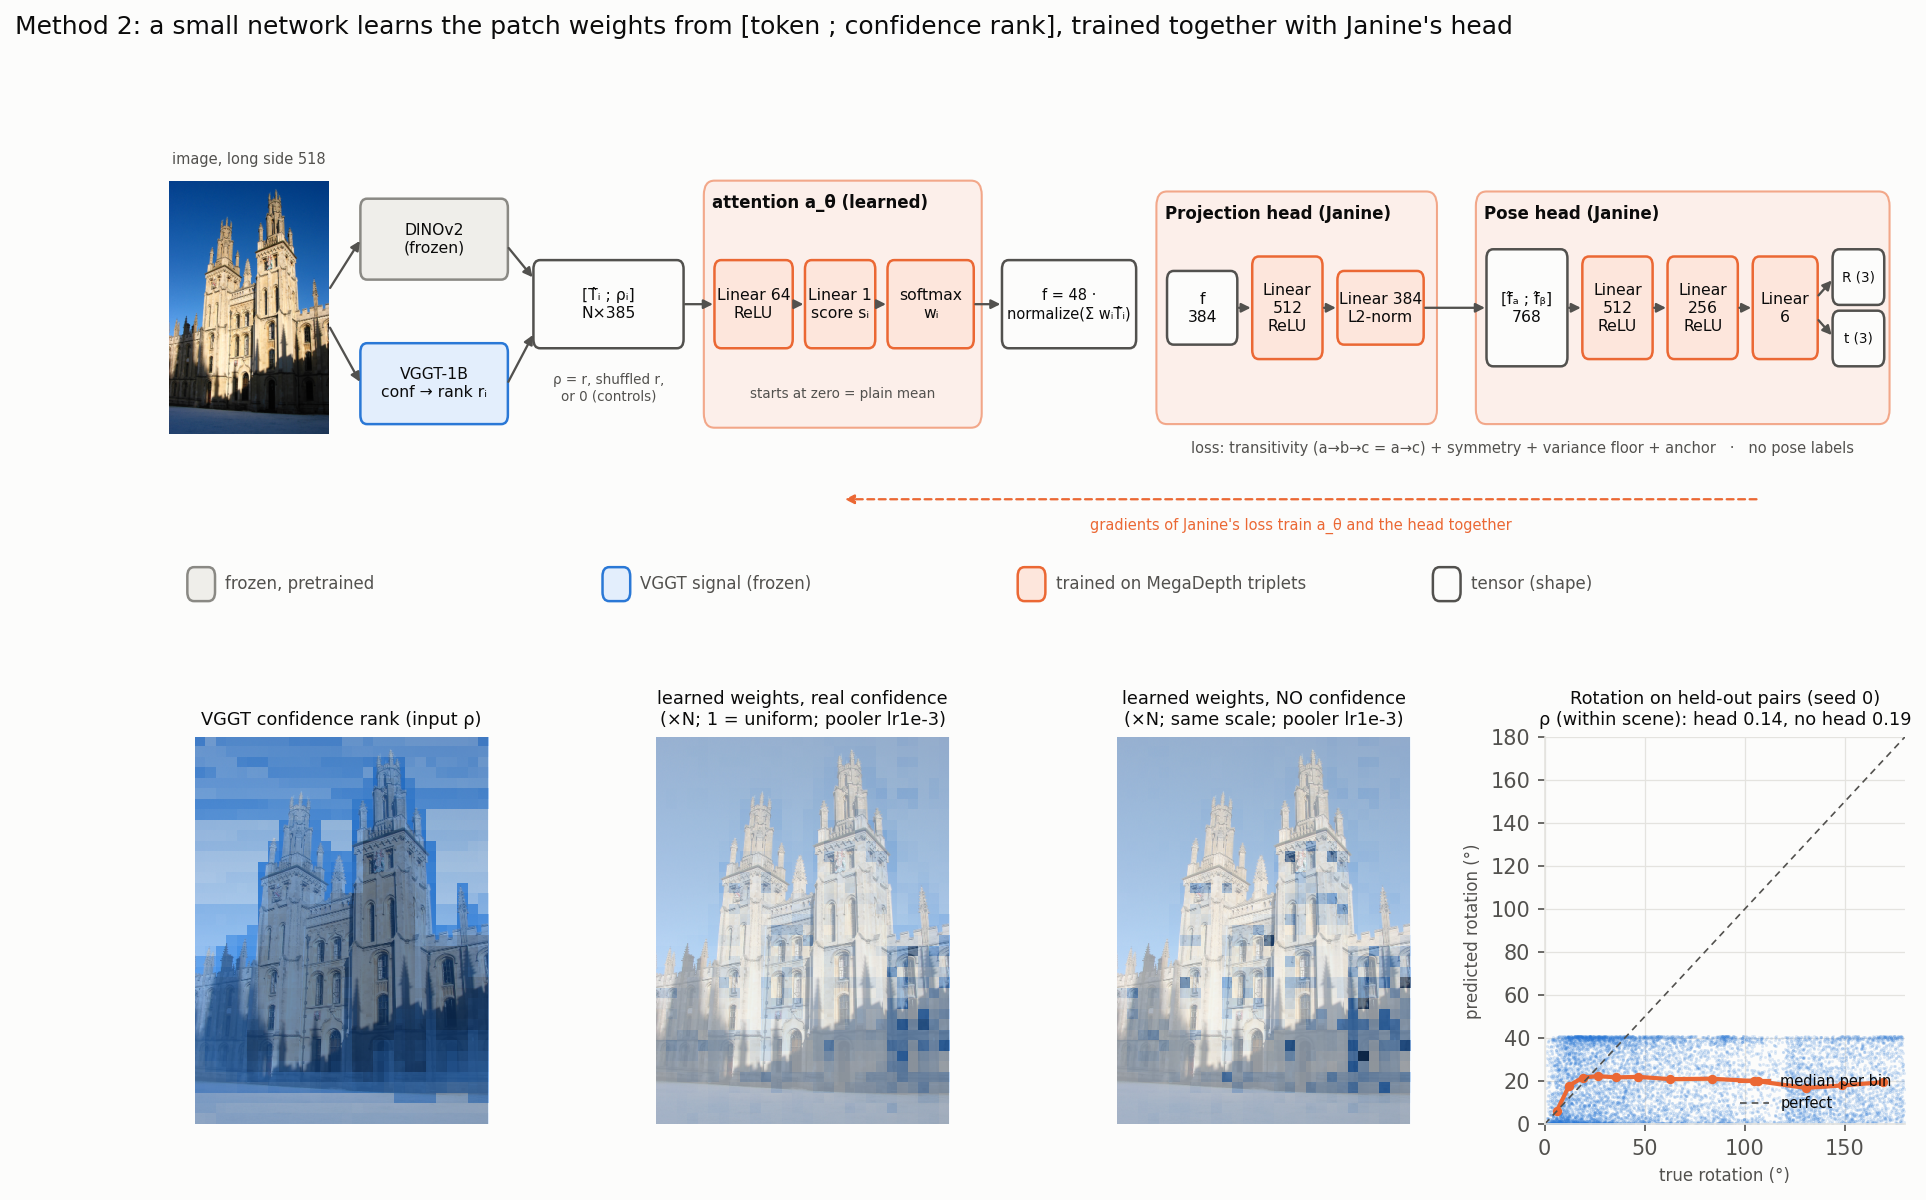 Method 2: a small network learns the patch weights from [token ; confidence rank], trained together with Janine's head
image, long side 518
DINOv2
(frozen)
VGGT-1B
conf → rank rᵢ
[T̄ᵢ ; ρᵢ]
N×385
ρ = r, shuffled r,
or 0 (controls)
attention a_θ (learned)
Linear 64
ReLU
Linear 1
score sᵢ
softmax
wᵢ
starts at zero = plain mean
f = 48 ·
normalize(Σ wᵢT̄ᵢ)
Projection head (Janine)
f
384
Linear
512
ReLU
Linear 384
L2-norm
Pose head (Janine)
[f̃ₐ ; f̃ᵦ]
768
Linear
512
ReLU
Linear
256
ReLU
Linear
6
R (3)
t (3)
loss: transitivity (a→b→c = a→c) + symmetry + variance floor + anchor · no pose labels
gradients of Janine's loss train a_θ and the head together
frozen, pretrained
VGGT signal (frozen)
trained on MegaDepth triplets
tensor (shape)
VGGT confidence rank (input ρ)
learned weights, real confidence
(×N; 1 = uniform; pooler lr1e-3)
learned weights, NO confidence
(×N; same scale; pooler lr1e-3)
Rotation on held-out pairs (seed 0)
ρ (within scene): head 0.14, no head 0.19
180
160
140
120
100
80
60
40
20
0
predicted rotation (°)
median per bin
perfect
0 50 100 150
true rotation (°)